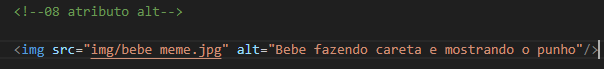 <!--08 atributo alt-->
<img src="img/bebe meme.jpg" alt="Bebe fazendo careta e mostrando o punho"/>